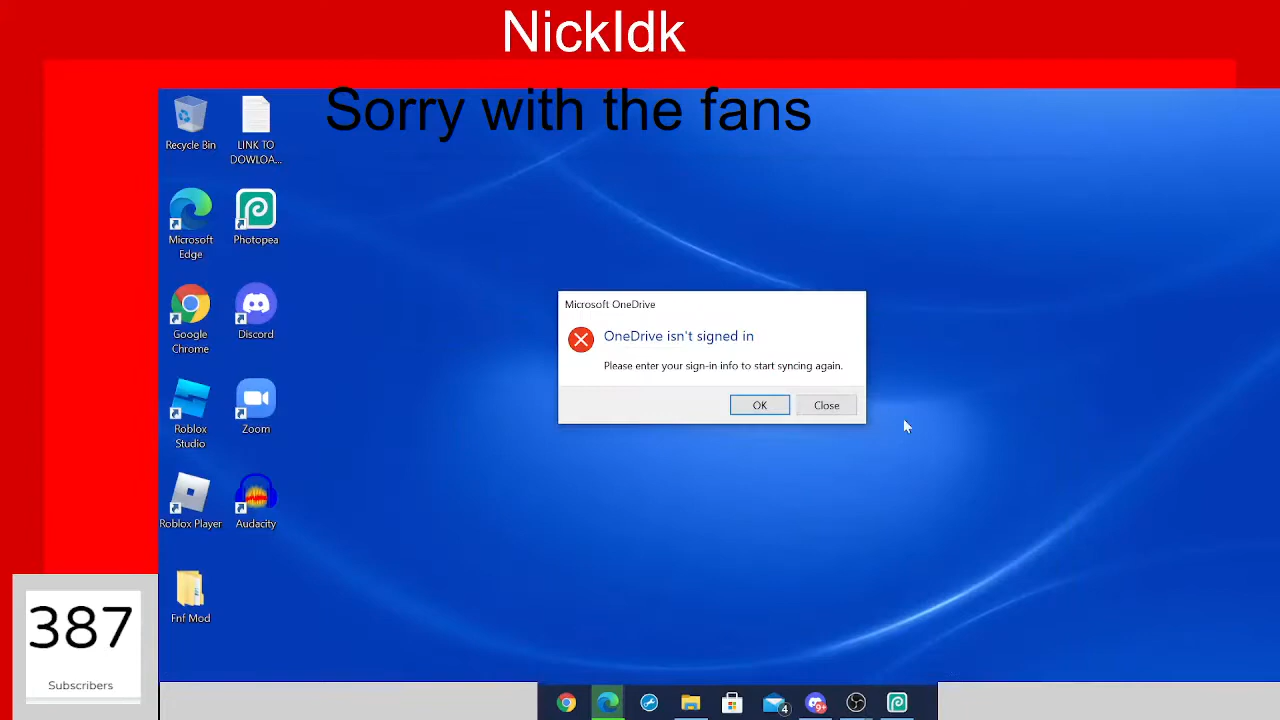 NickIdk
Sorry with the fans
Recycle Bin
LINK TO
DOWLOA...
Microsoft
Edge
Photopea
Google
Chrome
Discord
Roblox
Studio
Zoom
Roblox Player
Audacity
Fnf Mod
Microsoft OneDrive
OneDrive isn't signed in
Please enter your sign-in info to start syncing again.
OK
Close
387
Subscribers
4
9+